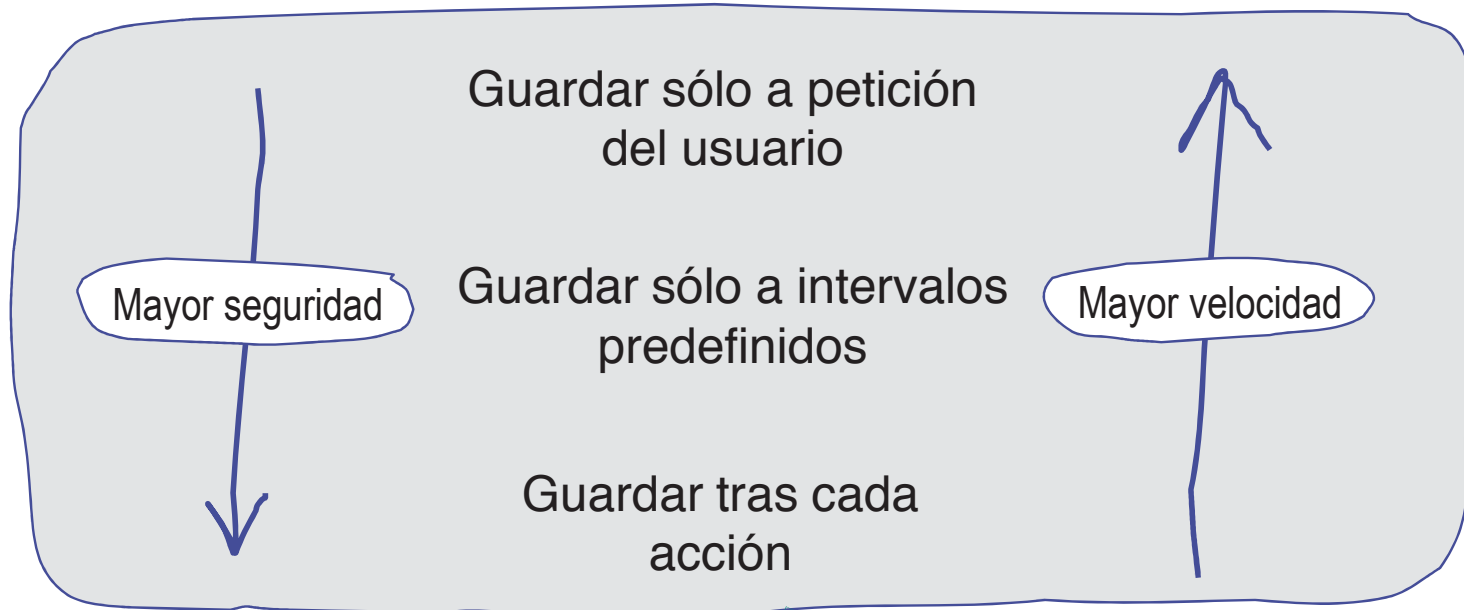 Guardar sólo a petición
del usuario
Mayor seguridad
Guardar sólo a intervalos
predefinidos
Mayor velocidad
Guardar tras cada
acción